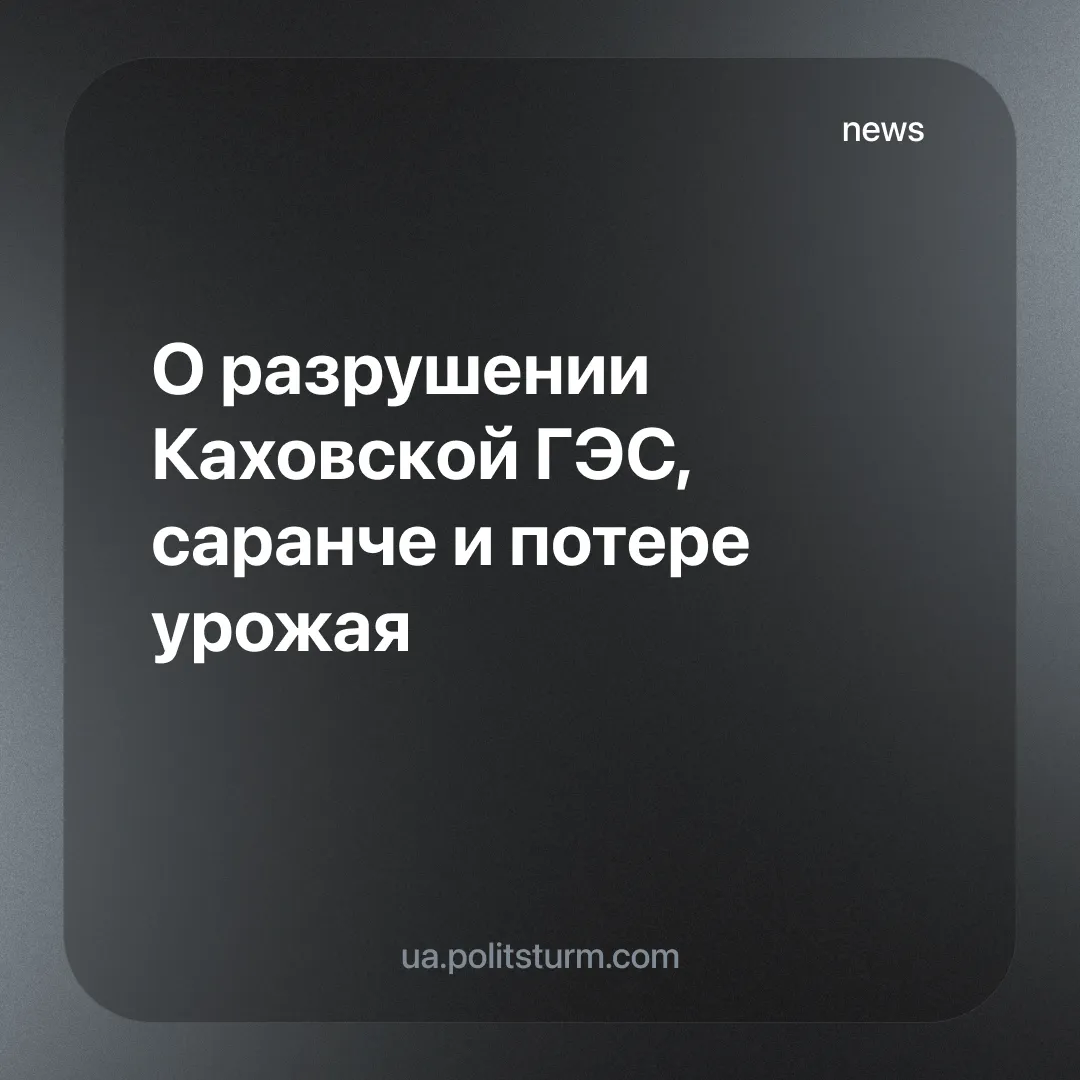 news
О разрушении
Каховской ГЭС,
саранче и потере
урожая
ua.politsturm.com